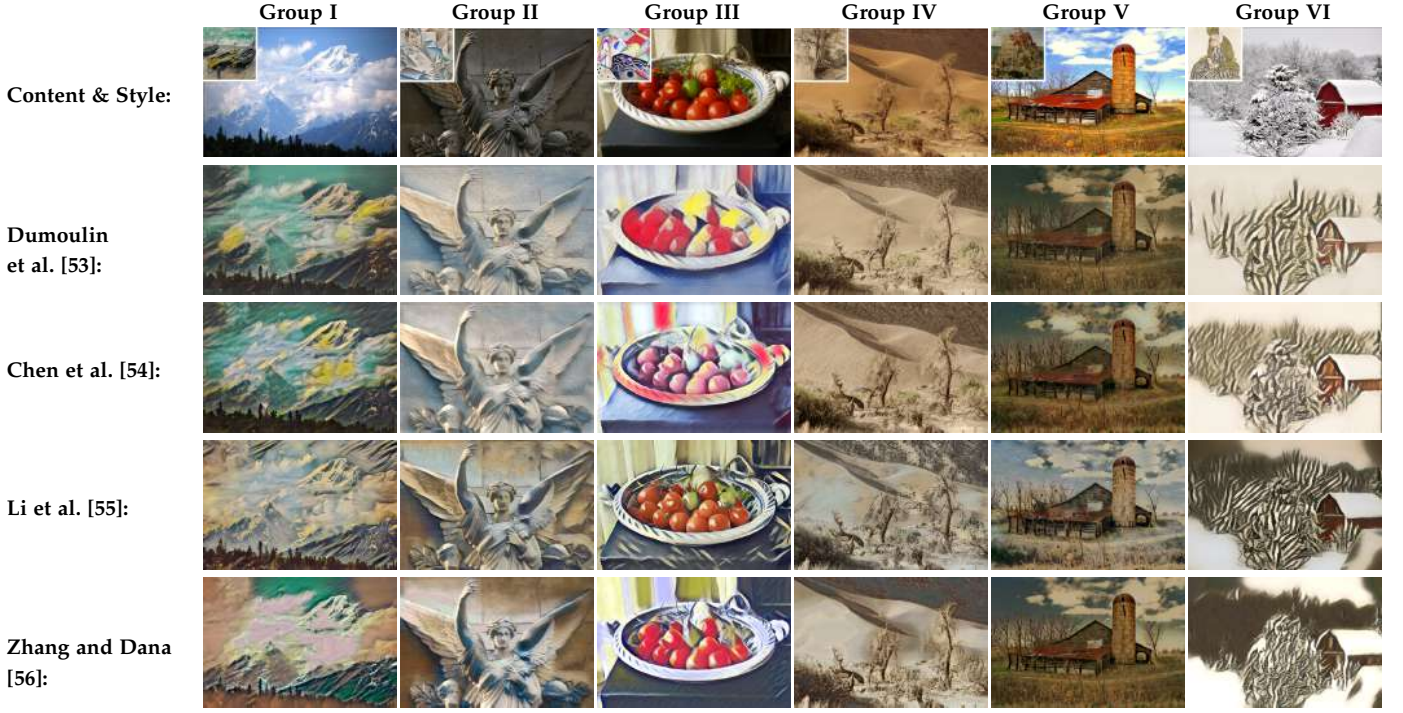 Group I Group II Group III Group IV Group V Group VI
Content & Style:
Dumoulin
et al. [53]:
Chen et al. [54]:
Li et al. [55]:
Zhang and Dana
[56]: